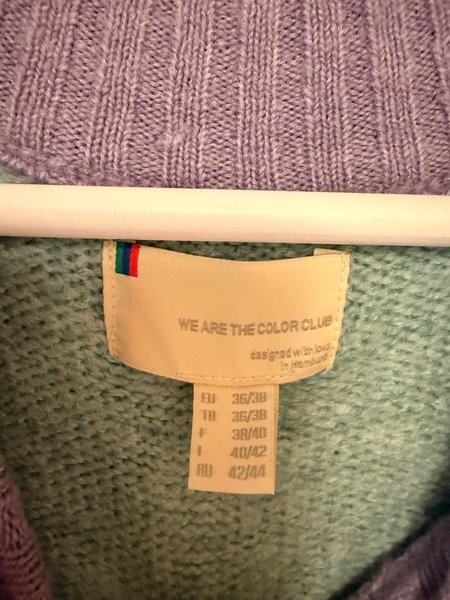 WE ARE THE COLOR CLUB
designed with love
in Hamburg
EU 36/38
TR 36/38
F 38/40
I 40/42
RU 42/44